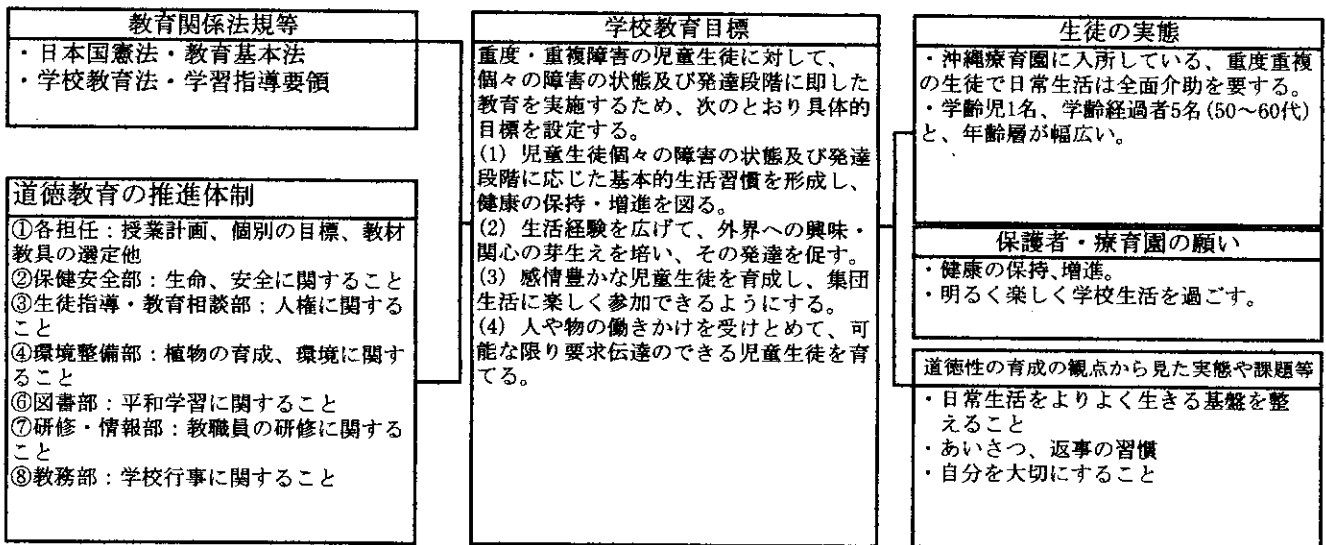 教育関係法規等
・日本国憲法・教育基本法
・学校教育法・学習指導要領
道徳教育の推進体制
①各担任：授業計画、個別の目標、教材
教具の選定他
②保健安全部：生命、安全に関すること
③生徒指導・教育相談部：人権に関する
こと
④環境整備部：植物の育成、環境に関す
ること
⑥図書部：平和学習に関すること
⑦研修・情報部：教職員の研修に関する
こと
⑧教務部：学校行事に関すること
学校教育目標
重度・重複障害の児童生徒に対して、
個々の障害の状態及び発達段階に即した
教育を実施するため、次のとおり具体的
目標を設定する。
(1) 児童生徒個々の障害の状態及び発達
段階に応じた基本的生活習慣を形成し、
健康の保持・増進を図る。
(2) 生活経験を広げて、外界への興味・
関心の芽生えを培い、その発達を促す。
(3) 感情豊かな児童生徒を育成し、集団
生活に楽しく参加できるようにする。
(4) 人や物の働きかけを受けとめて、可
能な限り要求伝達のできる児童生徒を育
てる。
生徒の実態
・沖縄療育園に入所している、重度重複
の生徒で日常生活は全面介助を要する。
・学齢児1名、学齢経過者5名(50～60代)
と、年齢層が幅広い。
保護者・療育園の願い
・健康の保持、増進。
・明るく楽しく学校生活を過ごす。
道徳性の育成の観点から見た実態や課題等
・日常生活をよりよく生きる基盤を整
えること
・あいさつ、返事の習慣
・自分を大切にすること